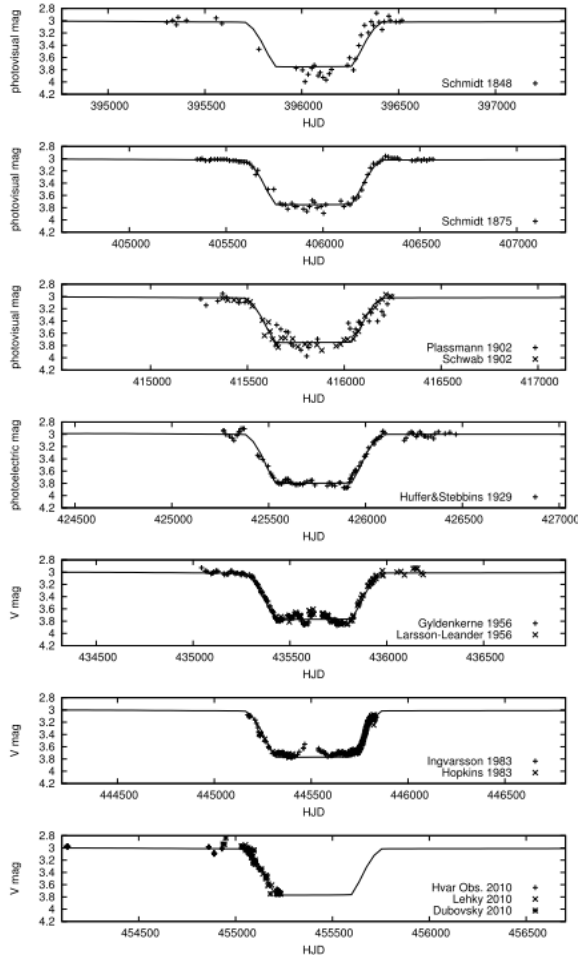 photovisual mag
2.8
3
3.2
3.4
3.6
3.8
4
4.2
Schmidt 1848
395000 395500 396000 396500 397000
HJD
photovisual mag
2.8
3
3.2
3.4
3.6
3.8
4
4.2
Schmidt 1875
405000 405500 406000 406500 407000
HJD
photovisual mag
2.8
3
3.2
3.4
3.6
3.8
4
4.2
Plassmann 1902
Schwab 1902
415000 415500 416000 416500 417000
HJD
photoelectric mag
2.8
3
3.2
3.4
3.6
3.8
4
4.2
Huffer&Stebbins 1929
424500 425000 425500 426000 426500 427000
HJD
V mag
2.8
3
3.2
3.4
3.6
3.8
4
4.2
Gyldenkerne 1956
Larsson-Leander 1956
434500 435000 435500 436000 436500
HJD
V mag
2.8
3
3.2
3.4
3.6
3.8
4
4.2
Ingvarsson 1983
Hopkins 1983
444500 445000 445500 446000 446500
HJD
V mag
2.8
3
3.2
3.4
3.6
3.8
4
4.2
Hvar Obs. 2010
Lehky 2010
Dubovsky 2010
454500 455000 455500 456000 456500
HJD